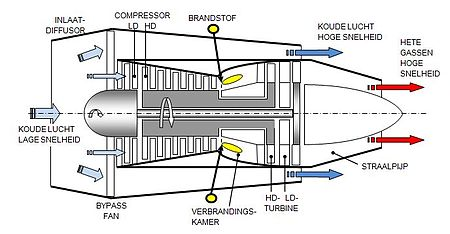 INLAAT-
DIFFUSOR
COMPRESSOR
LD HD
BRANDSTOF
KOUDE LUCHT
HOGE SNELHEID
HETE
GASSEN
HOGE
SNELHEID
KOUDE LUCHT
LAGE SNELHEID
BYPASS
FAN
VERBRANDINGS-
KAMER
HD- LD-
TURBINE
STRAALPIJP